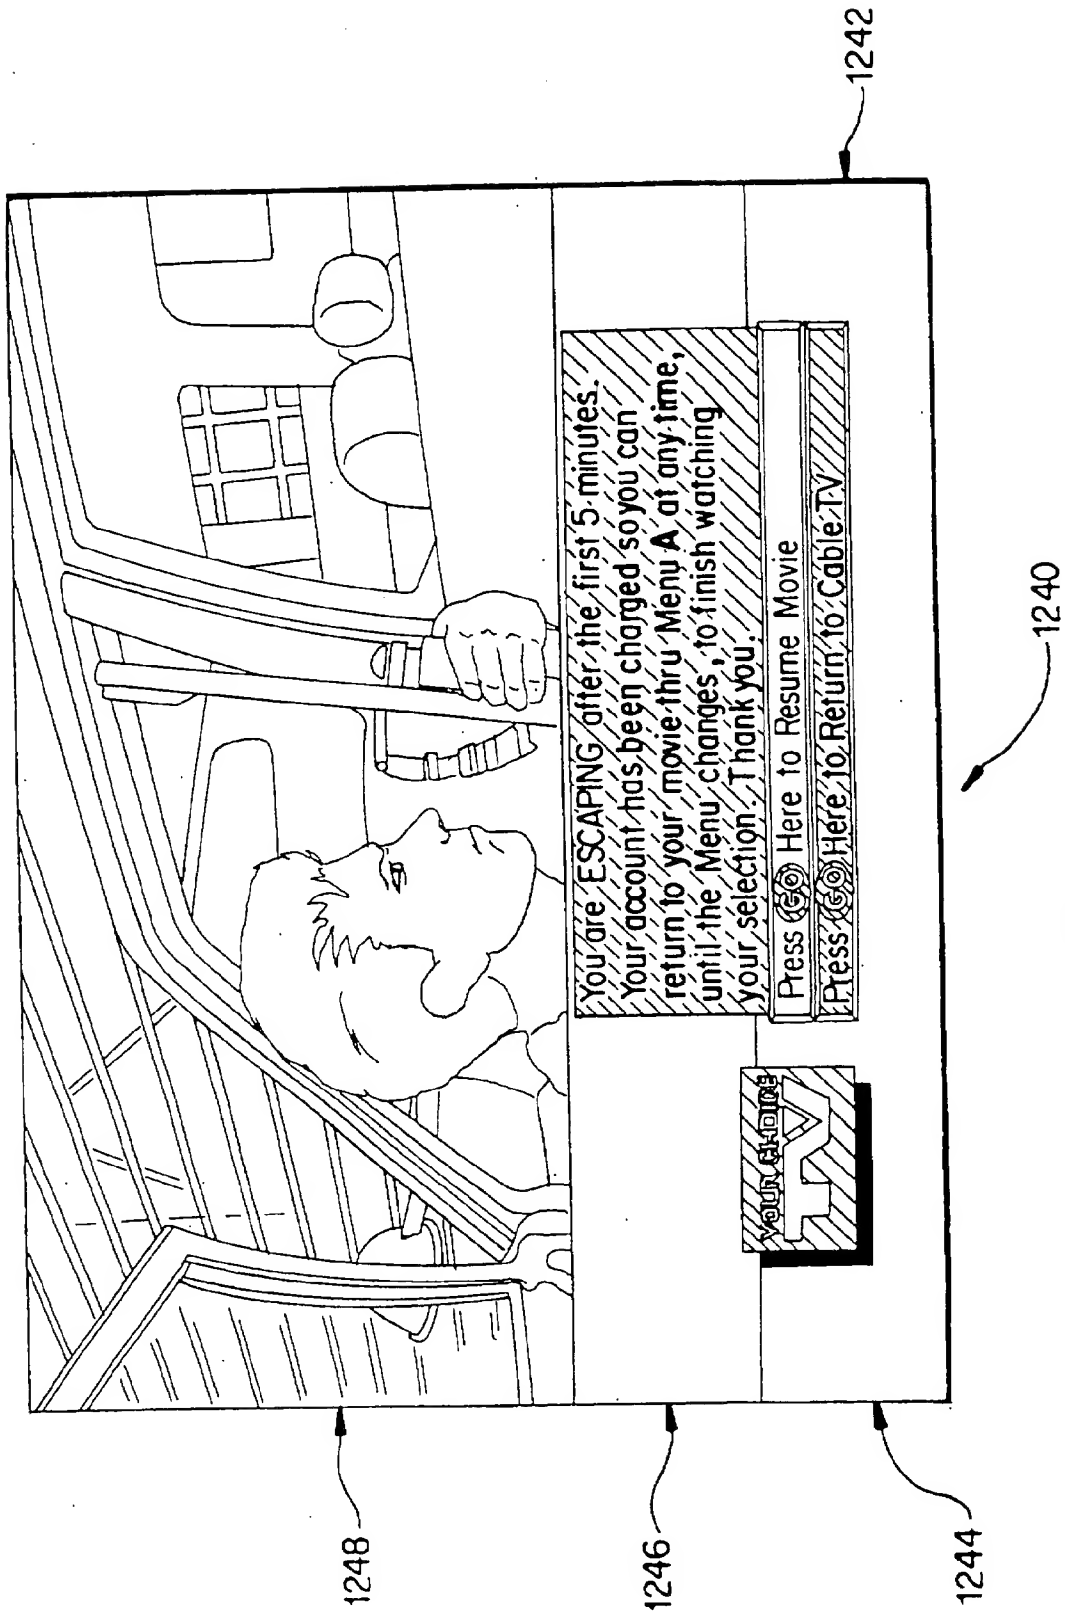 1248
1246
1244
1242
1240
You are ESCAPING after the first 5 minutes.
Your account has been charged so you can
return to your movie thru Menu A at any time,
until the Menu changes, to finish watching
your selection. Thank you.
Press GO Here to Resume Movie
Press GO Here to Return to Cable TV
YOUR CHOICE
TV